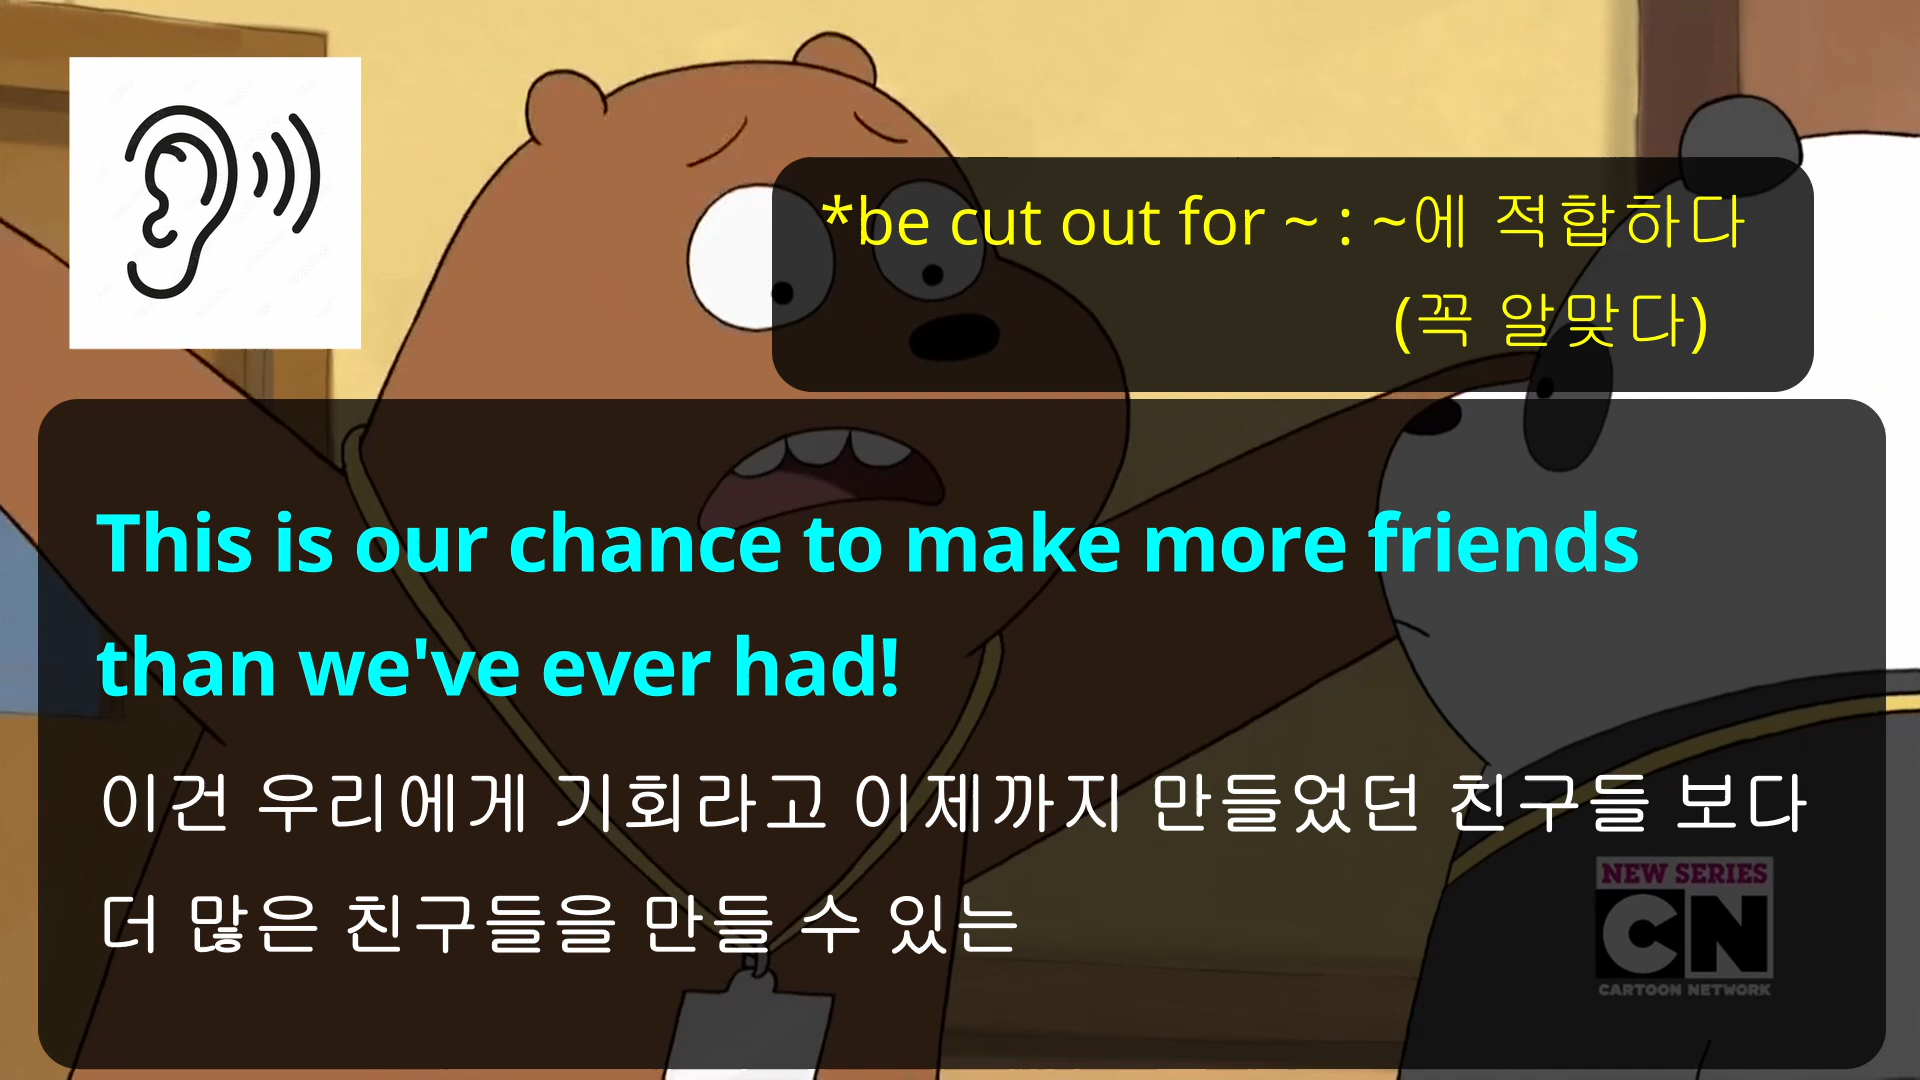 *be cut out for ~ : ~에 적합하다
(꼭 알맞다)
This is our chance to make more friends
than we've ever had!
이건 우리에게 기회라고 이제까지 만들었던 친구들 보다
더 많은 친구들을 만들 수 있는
NEW SERIES
CN
CARTOON NETWORK